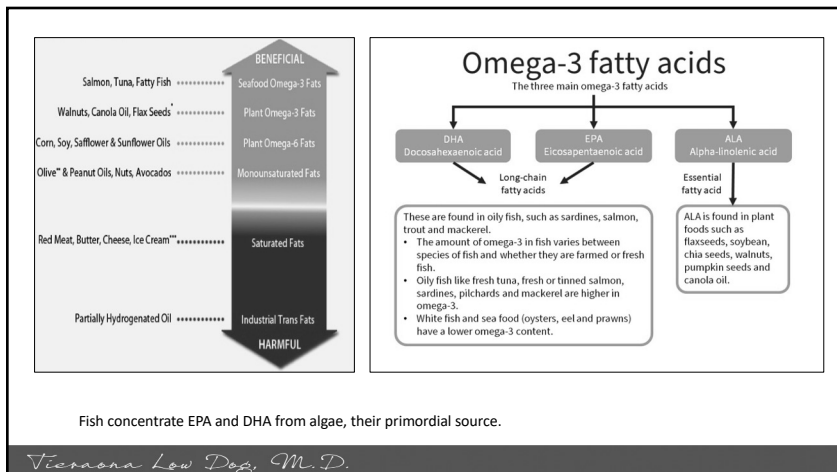 BENEFICIAL
Salmon, Tuna, Fatty Fish Seafood Omega-3 Fats
Walnuts, Canola Oil, Flax Seeds* Plant Omega-3 Fats
Corn, Soy, Safflower & Sunflower Oils Plant Omega-6 Fats
Olive** & Peanut Oils, Nuts, Avocados Monounsaturated Fats
Red Meat, Butter, Cheese, Ice Cream*** Saturated Fats
Partially Hydrogenated Oil Industrial Trans Fats
HARMFUL
Omega-3 fatty acids
The three main omega-3 fatty acids
DHA
Docosahexaenoic acid
EPA
Eicosapentaenoic acid
ALA
Alpha-linolenic acid
Long-chain
fatty acids
Essential
fatty acid
These are found in oily fish, such as sardines, salmon,
trout and mackerel.
• The amount of omega-3 in fish varies between
species of fish and whether they are farmed or fresh
fish.
• Oily fish like fresh tuna, fresh or tinned salmon,
sardines, pilchards and mackerel are higher in
omega-3.
• White fish and sea food (oysters, eel and prawns)
have a lower omega-3 content.
ALA is found in plant
foods such as
flaxseeds, soybean,
chia seeds, walnuts,
pumpkin seeds and
canola oil.
Fish concentrate EPA and DHA from algae, their primordial source.
Tieraona Low Dog, M.D.